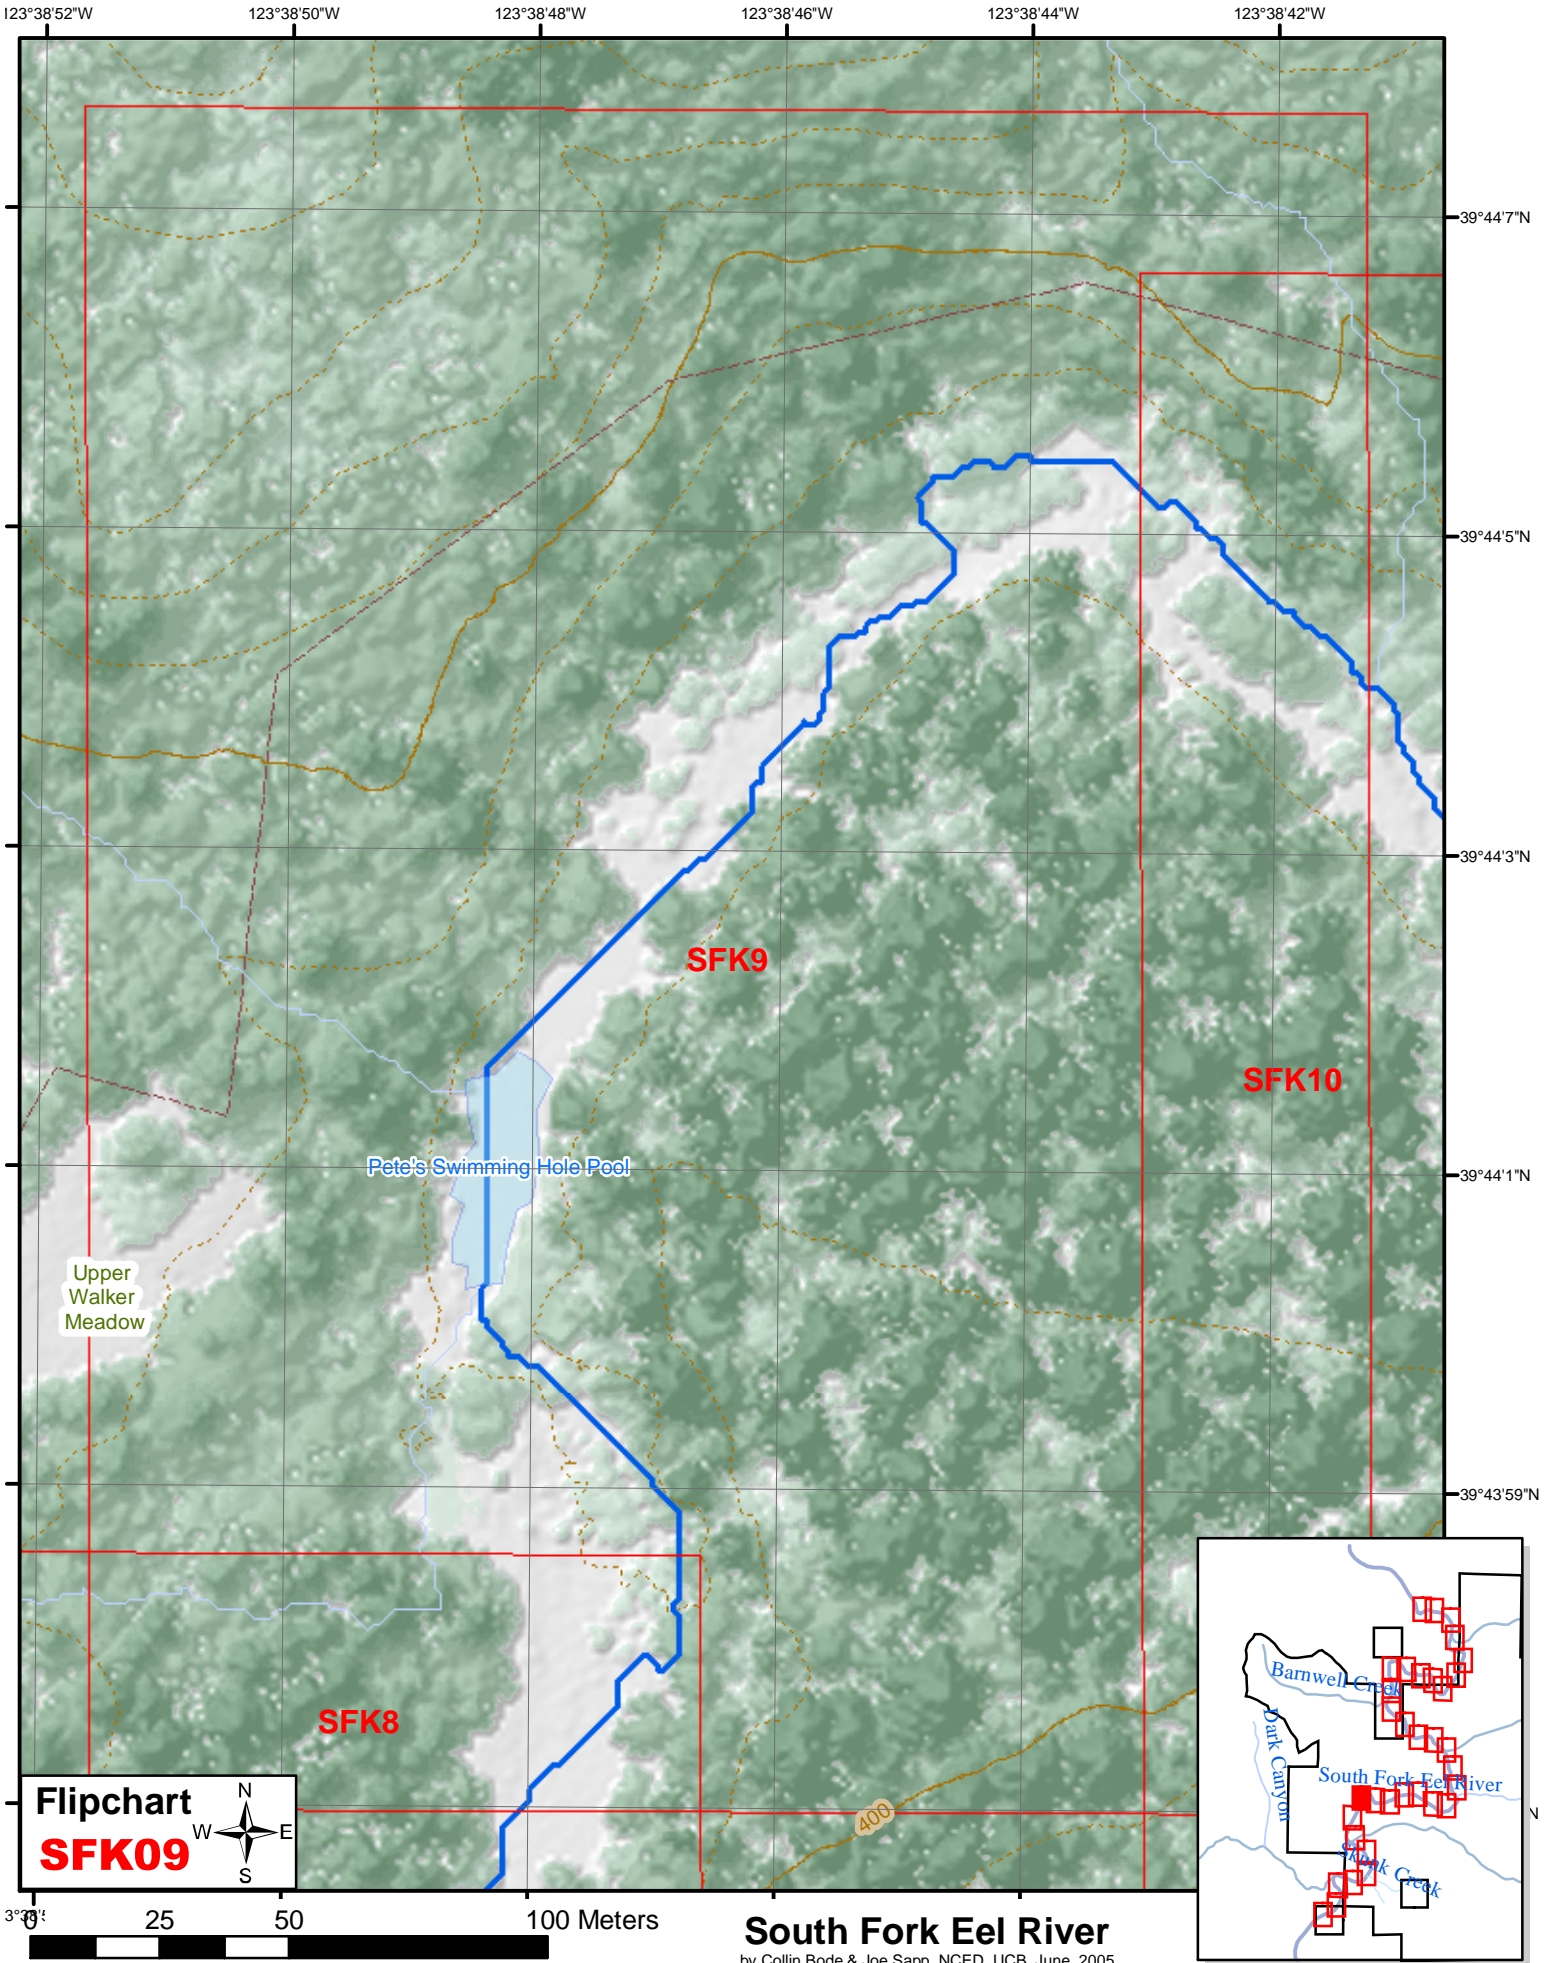 123°38'52"W
123°38'50"W
123°38'48"W
123°38'46"W
123°38'44"W
123°38'42"W
39°44'7"N
39°44'5"N
39°44'3"N
SFK9
SFK10
Pete's Swimming Hole Pool
39°44'1"N
Upper
Walker
Meadow
39°43'59"N
SFK8
400
N
Flipchart
SFK09
N
W
E
S
Barnwell Creek
Dark Canyon
South Fork Eel River
Skunk Creek
0
25
50
100 Meters
South Fork Eel River
by Collin Bode & Joe Sapp, NCED, UCB, June, 2005